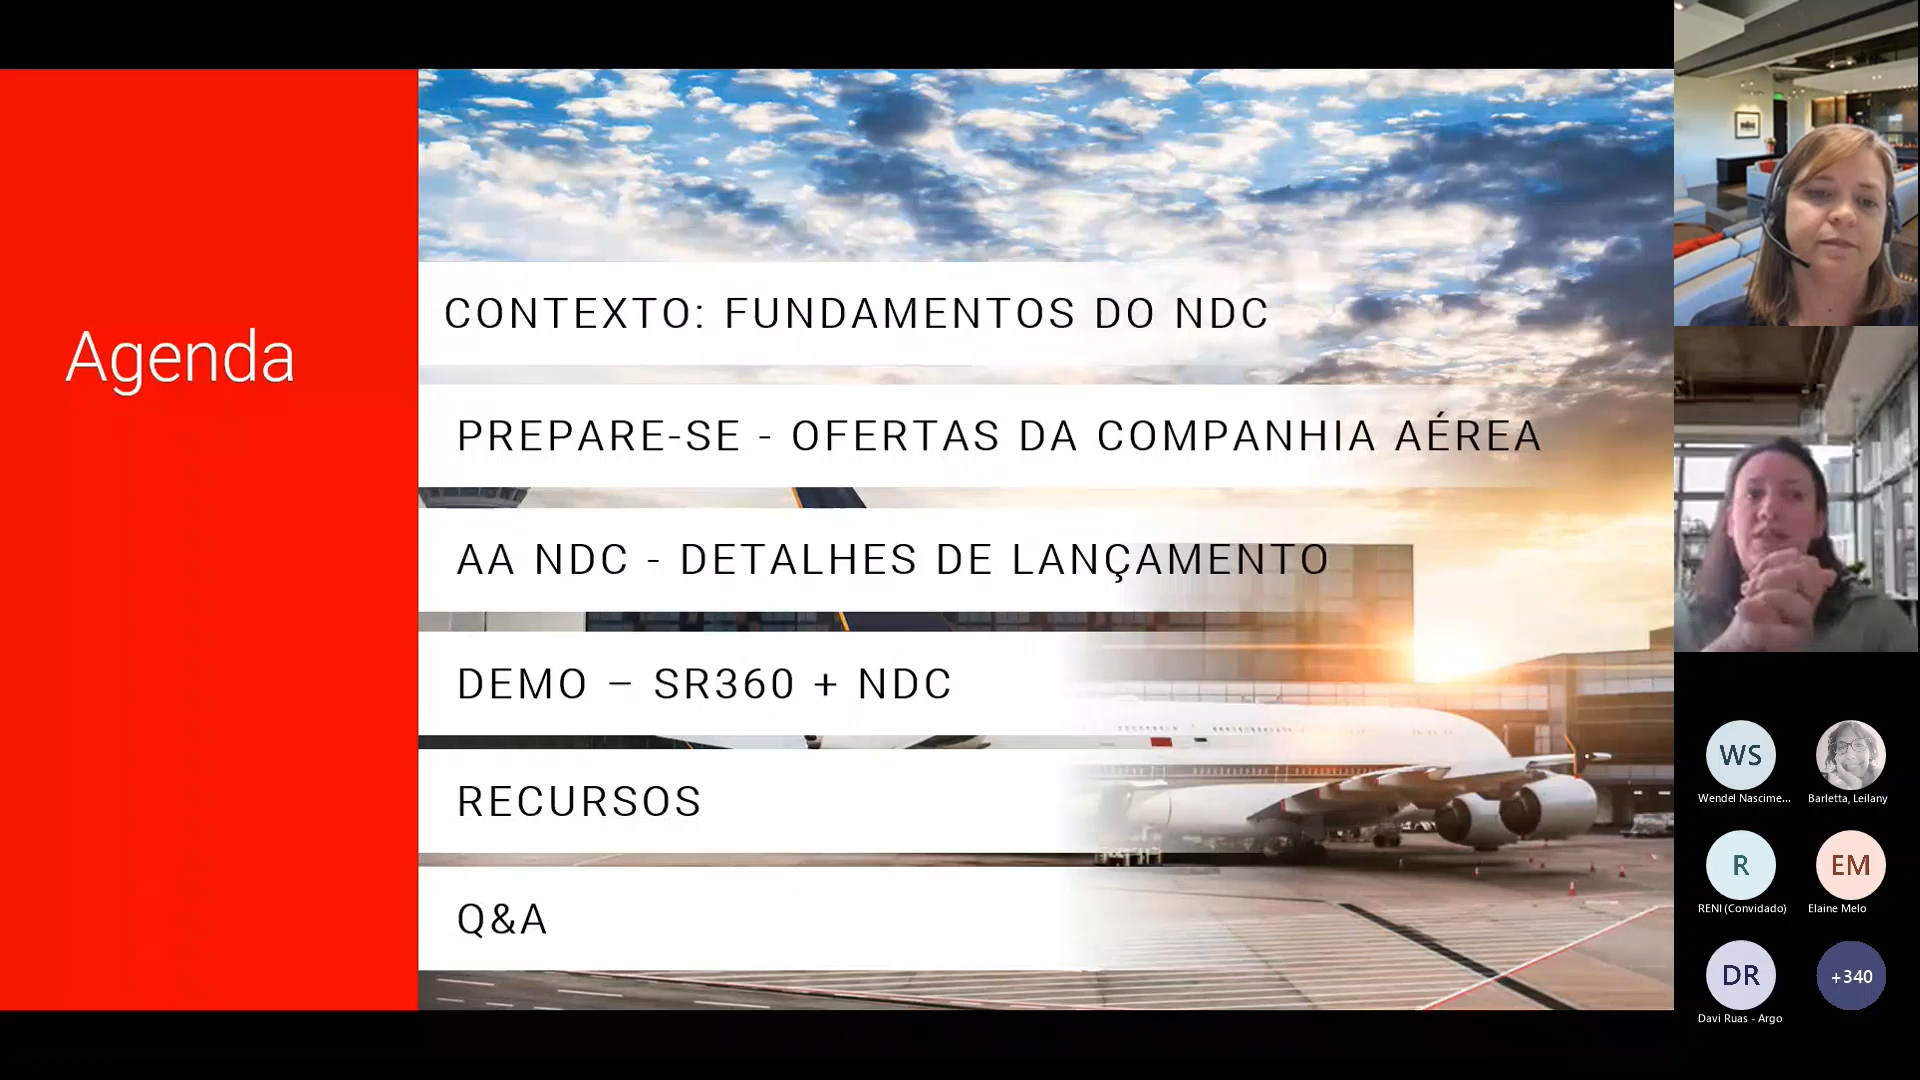 Agenda
CONTEXTO: FUNDAMENTOS DO NDC
PREPARE-SE - OFERTAS DA COMPANHIA AÉREA
AA NDC - DETALHES DE LANÇAMENTO
DEMO – SR360 + NDC
RECURSOS
Q&A
WS
Wendel Nascime...
Barletta, Leilany
R
RENI (Convidado)
EM
Elaine Melo
DR
Davi Ruas - Argo
+340